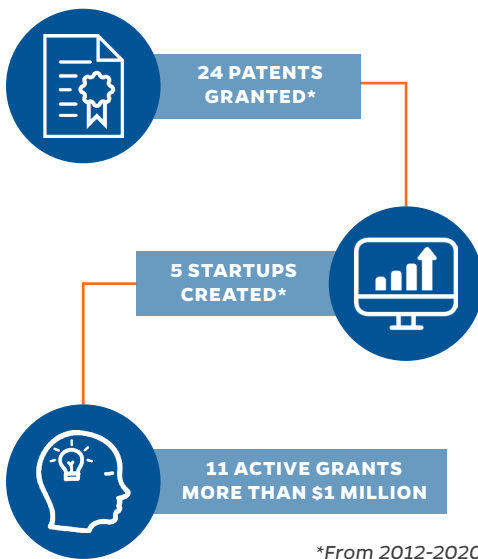 24 PATENTS
GRANTED*
5 STARTUPS
CREATED*
11 ACTIVE GRANTS
MORE THAN $1 MILLION
*From 2012-2020